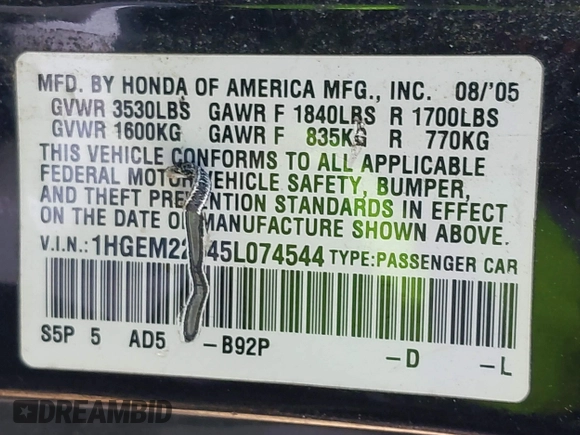 MFD. BY HONDA OF AMERICA MFG., INC. 08/'05
GVWR 3530LBS GAWR F 1840LBS R 1700LBS
GVWR 1600KG GAWR F 835KG R 770KG
THIS VEHICLE CONFORMS TO ALL APPLICABLE
FEDERAL MOTOR VEHICLE SAFETY, BUMPER,
AND THEFT PREVENTION STANDARDS IN EFFECT
ON THE DATE OF MANUFACTURE SHOWN ABOVE.
V.I.N.: TYPE:PASSENGER CAR
S5P 5 AD5 -B92P -D -L
DREAMBID